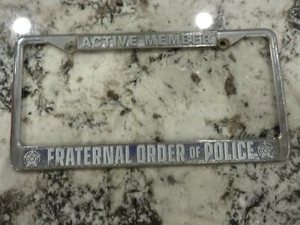 ACTIVE MEMBER
FRATERNAL ORDER OF POLICE